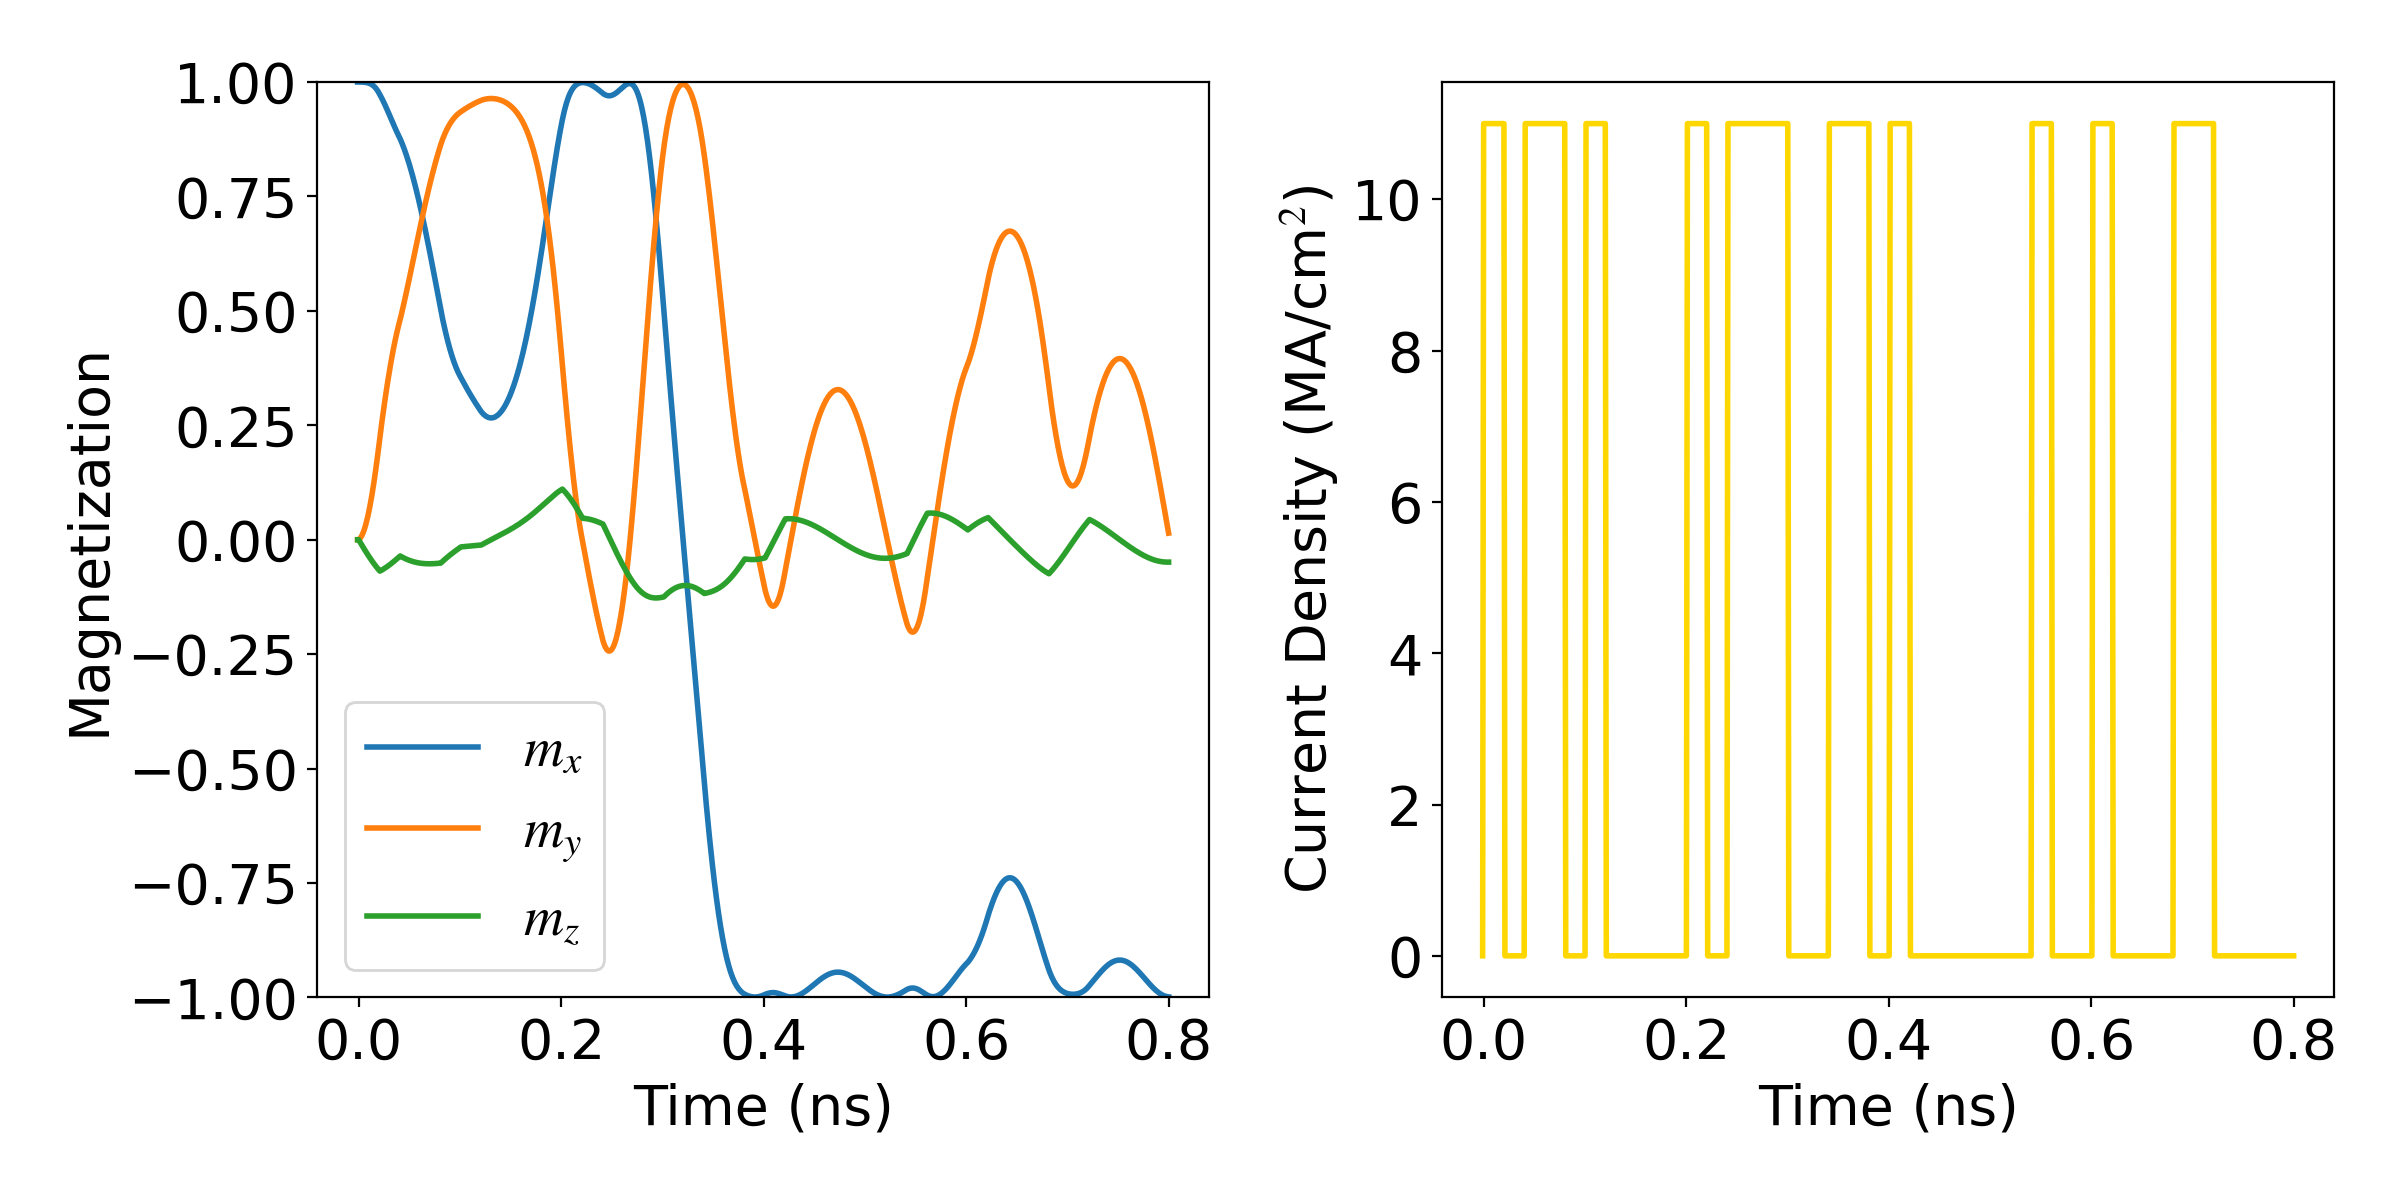 1.00
0.75
0.50
0.25
0.00
−0.25
−0.50
−0.75
−1.00
Magnetization
m_x
m_y
m_z
0.0 0.2 0.4 0.6 0.8
Time (ns)
10
8
6
4
2
0
Current Density (MA/cm²)
0.0 0.2 0.4 0.6 0.8
Time (ns)